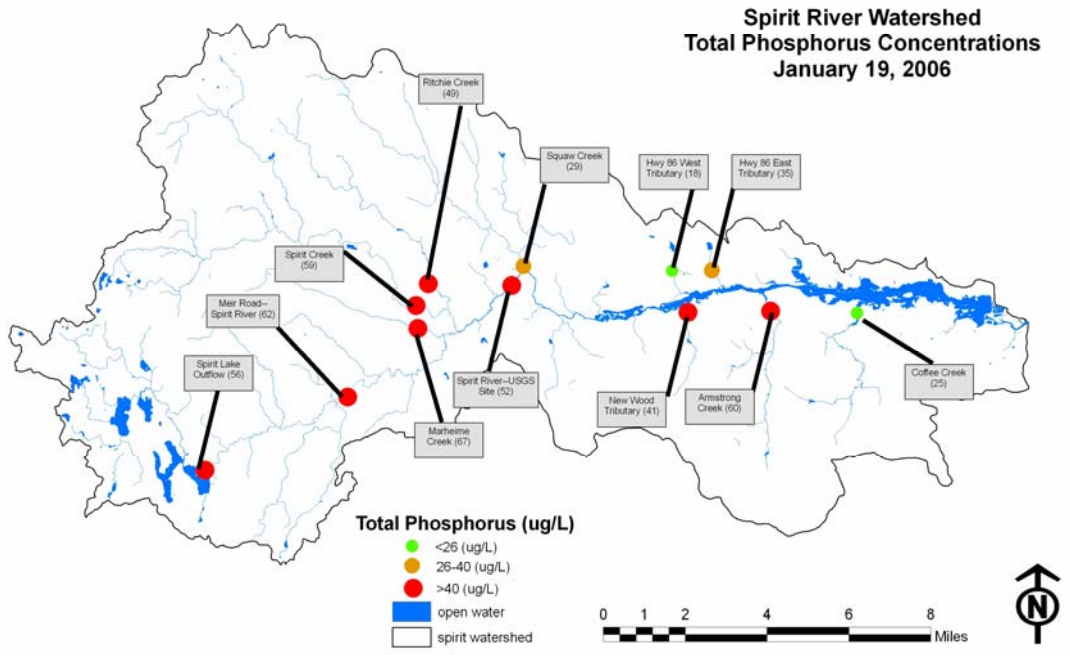 Spirit River Watershed
Total Phosphorus Concentrations
January 19, 2006
Ritchie Creek
(49)
Squaw Creek
(29)
Hwy 86 West
Tributary (18)
Hwy 86 East
Tributary (35)
Spirit Creek
(59)
Meir Road--
Spirit River (62)
Spirit Lake
Outflow (56)
Spirit River--USGS
Site (52)
Marheime
Creek (67)
New Wood
Tributary (41)
Armstrong
Creek (60)
Coffee Creek
(25)
Total Phosphorus (ug/L)
<26 (ug/L)
26-40 (ug/L)
>40 (ug/L)
open water
spirit watershed
0 1 2 4 6 8
Miles
N